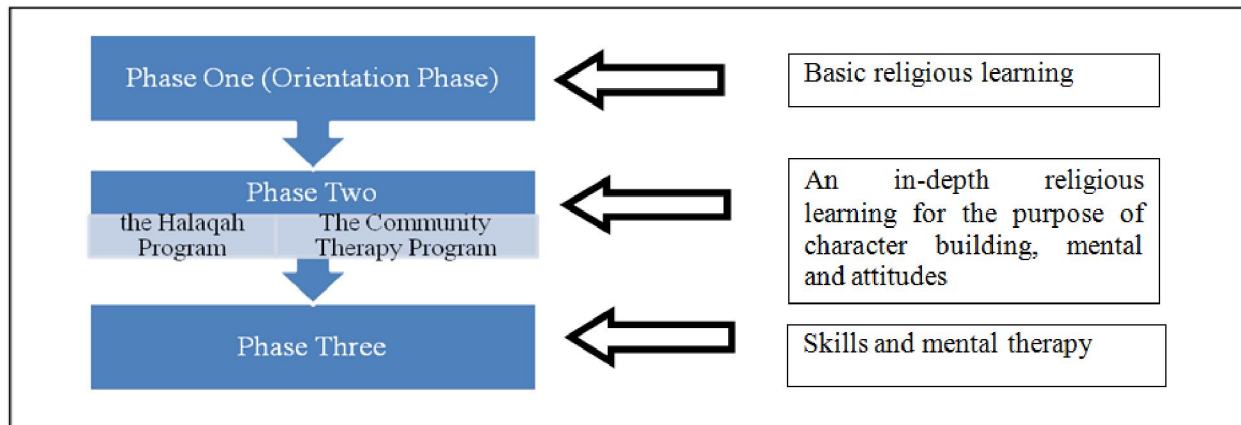 Phase One (Orientation Phase)
Basic religious learning
Phase Two
the Halaqah
Program
The Community
Therapy Program
An in-depth religious
learning for the purpose of
character building, mental
and attitudes
Phase Three
Skills and mental therapy